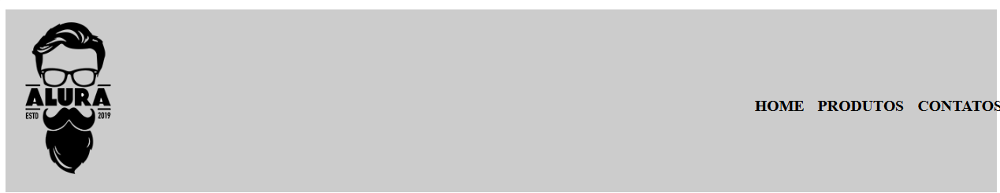 ALURA
ESTD 2019
HOME PRODUTOS CONTATOS